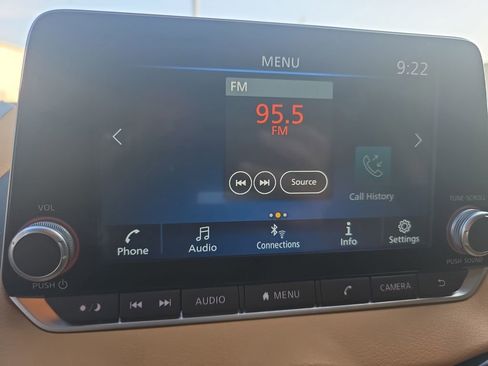 MENU
9:22
FM
95.5
FM
Source
Call History
VOL
TUNE SCROLL
Phone
Audio
Connections
i
Info
Settings
PUSH
PUSH SOUND
AUDIO
MENU
CAMERA